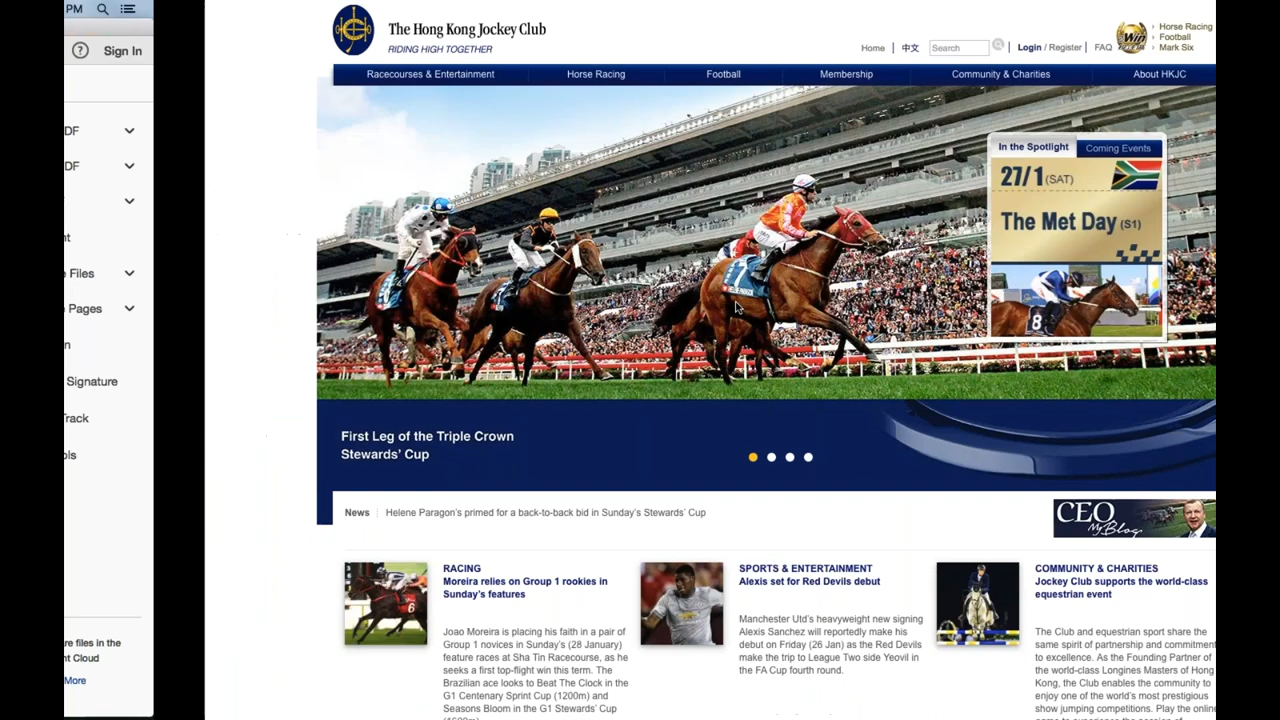 PM
Sign In
DF
DF
nt
e Files
Pages
n
Signature
Track
ols
re files in the
nt Cloud
More
The Hong Kong Jockey Club
RIDING HIGH TOGETHER
Home
中文
Search
Login / Register
FAQ
Win
Horse Racing
Football
Mark Six
Racecourses & Entertainment
Horse Racing
Football
Membership
Community & Charities
About HKJC
In the Spotlight
Coming Events
27/1 (SAT)
The Met Day (S1)
8
7
First Leg of the Triple Crown
Stewards' Cup
News
Helene Paragon's primed for a back-to-back bid in Sunday's Stewards' Cup
CEO
My Blog
RACING
Moreira relies on Group 1 rookies in
Sunday's features
6
Joao Moreira is placing his faith in a pair of
Group 1 novices in Sunday's (28 January)
feature races at Sha Tin Racecourse, as he
seeks a first top-flight win this term. The
Brazilian ace looks to Beat The Clock in the
G1 Centenary Sprint Cup (1200m) and
Seasons Bloom in the G1 Stewards' Cup
(1600m)
SPORTS & ENTERTAINMENT
Alexis set for Red Devils debut
Manchester Utd's heavyweight new signing
Alexis Sanchez will reportedly make his
debut on Friday (26 Jan) as the Red Devils
make the trip to League Two side Yeovil in
the FA Cup fourth round.
COMMUNITY & CHARITIES
Jockey Club supports the world-class
equestrian event
The Club and equestrian sport share the
same spirit of partnership and commitment
to excellence. As the Founding Partner of
the world-class Longines Masters of Hong
Kong, the Club enables the community to
enjoy one of the world's most prestigious
show jumping competitions. Play the online